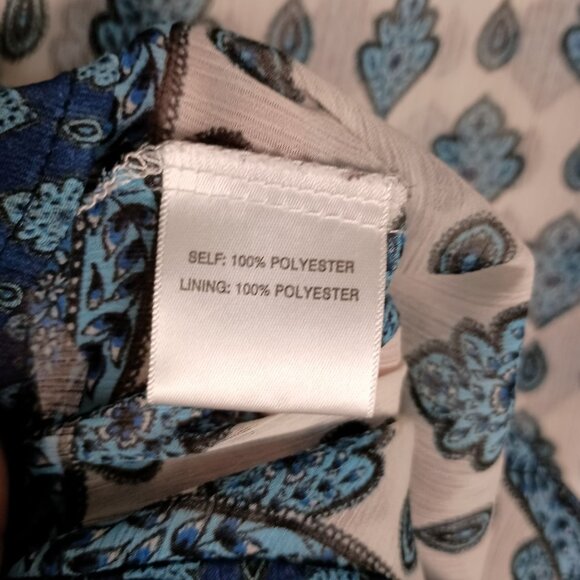 SELF: 100% POLYESTER
LINING: 100% POLYESTER